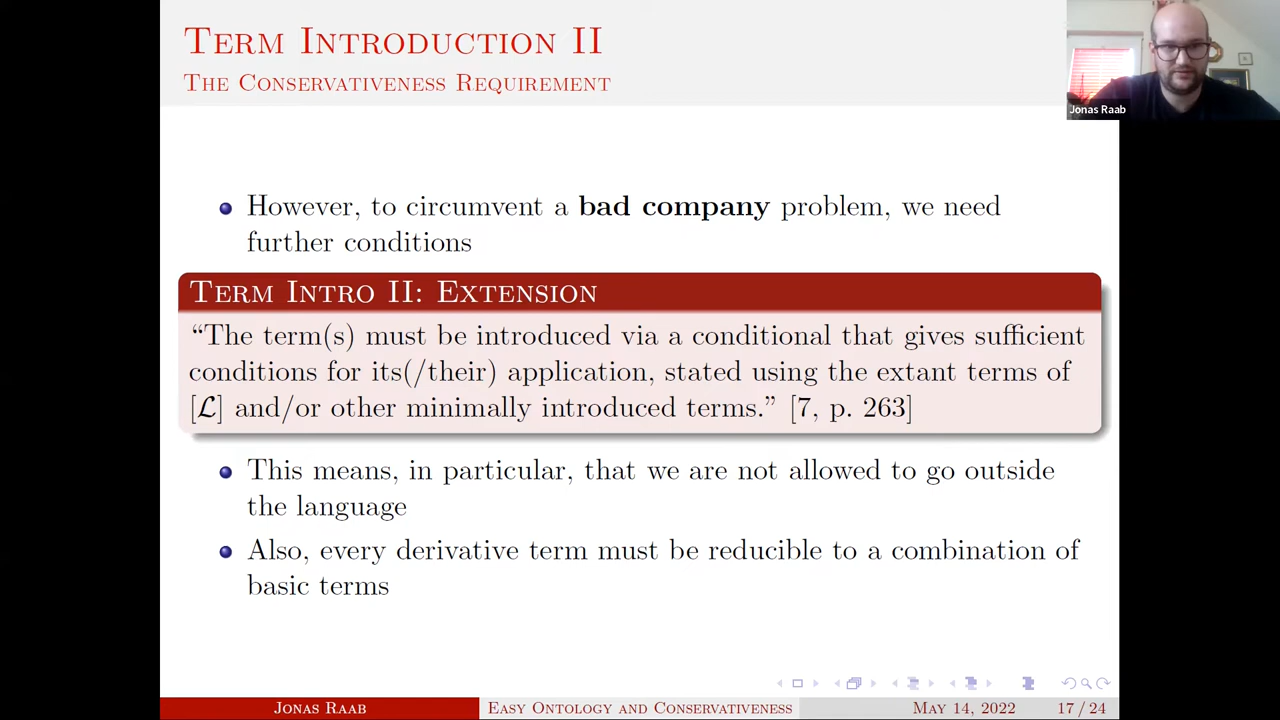 Term Introduction II
The Conservativeness Requirement
Jonas Raab
However, to circumvent a bad company problem, we need
further conditions
Term Intro II: Extension
“The term(s) must be introduced via a conditional that gives sufficient
conditions for its(/their) application, stated using the extant terms of
[ℒ] and/or other minimally introduced terms.” [7, p. 263]
This means, in particular, that we are not allowed to go outside
the language
Also, every derivative term must be reducible to a combination of
basic terms
Jonas Raab Easy Ontology and Conservativeness May 14, 2022 17 / 24